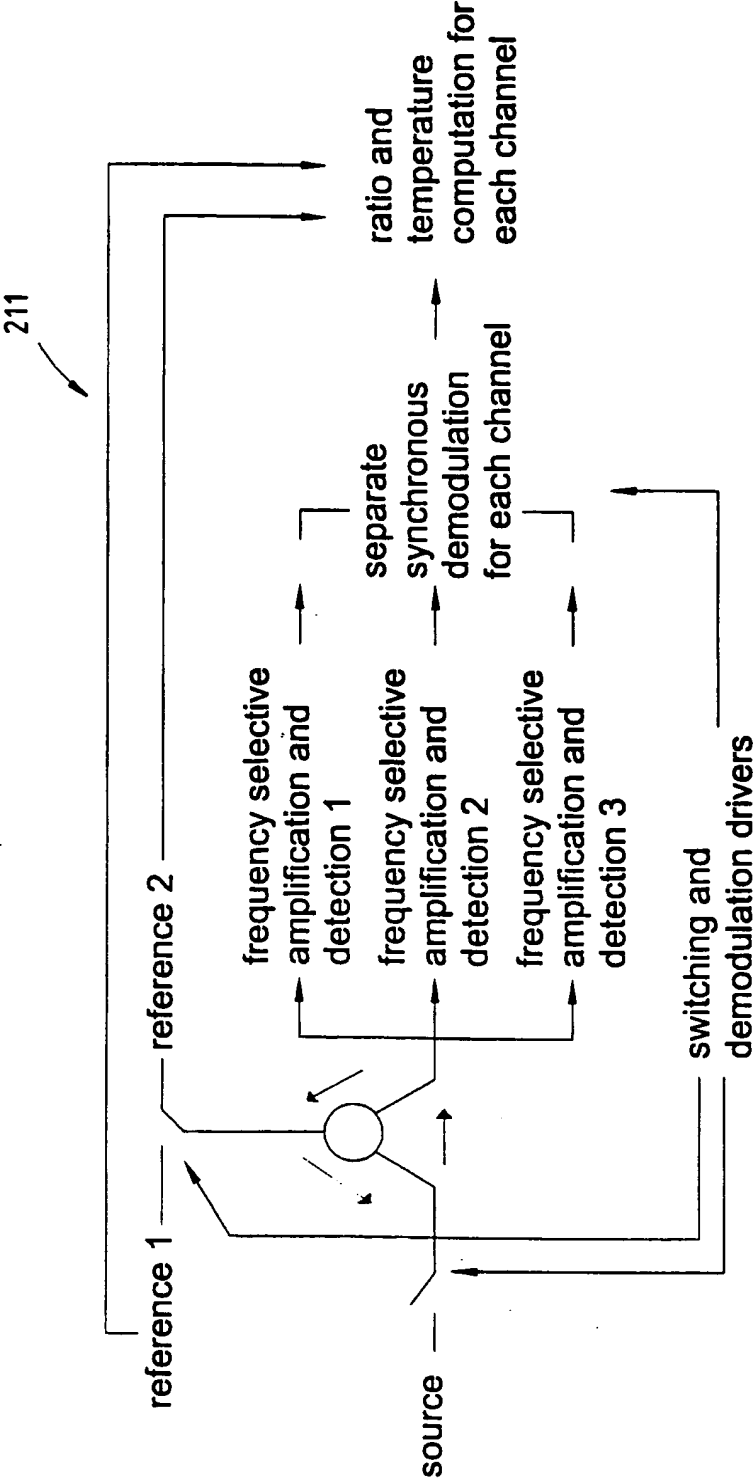 211
reference 1
reference 2
source
frequency selective
amplification and
detection 1
frequency selective
amplification and
detection 2
frequency selective
amplification and
detection 3
separate
synchronous
demodulation
for each channel
ratio and
temperature
computation for
each channel
switching and
demodulation drivers